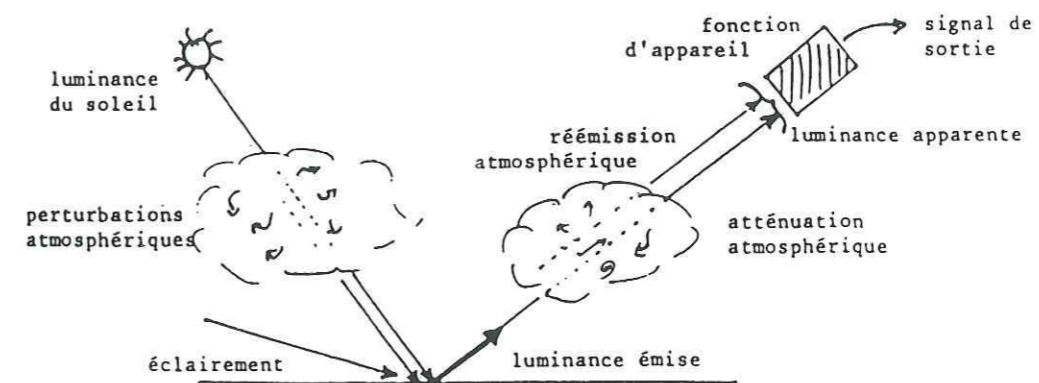 fonction
d'appareil
signal de
sortie
luminance
du soleil
réémission
atmosphérique
luminance apparente
perturbations
atmosphériques
atténuation
atmosphérique
éclairement
luminance émise